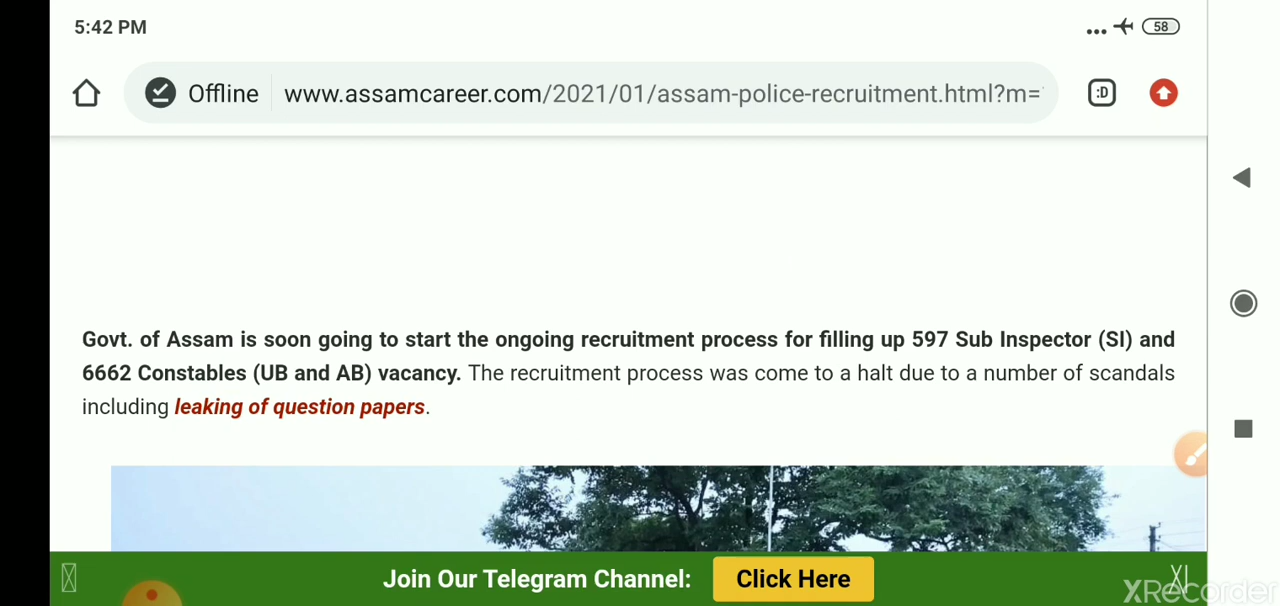 5:42 PM
58
Offline www.assamcareer.com/2021/01/assam-police-recruitment.html?m=
:D
Govt. of Assam is soon going to start the ongoing recruitment process for filling up 597 Sub Inspector (SI) and
6662 Constables (UB and AB) vacancy. The recruitment process was come to a halt due to a number of scandals
including leaking of question papers.
Join Our Telegram Channel: Click Here
XRecorder